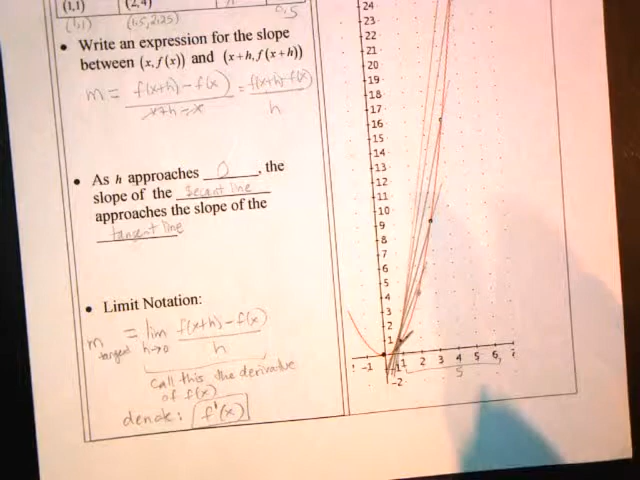 (1,1) (2,4)
(1,1) (1.5, 2.25) 0.5
• Write an expression for the slope
between (x, f(x)) and (x+h, f(x+h))
m = f(x+h) - f(x) / x+h-x = f(x+h)-f(x) / h
• As h approaches 0, the
slope of the secant line
approaches the slope of the
tangent line
• Limit Notation:
m tangent = lim h→0 f(x+h) - f(x) / h
call this the derivative
of f(x)
denote: f'(x)
24
23
22
21
20
19
18
17
16
15
14
13
12
11
10
9
8
7
6
5
4
3
2
1
-1 1 2 3 4 5 6 7
5
-2